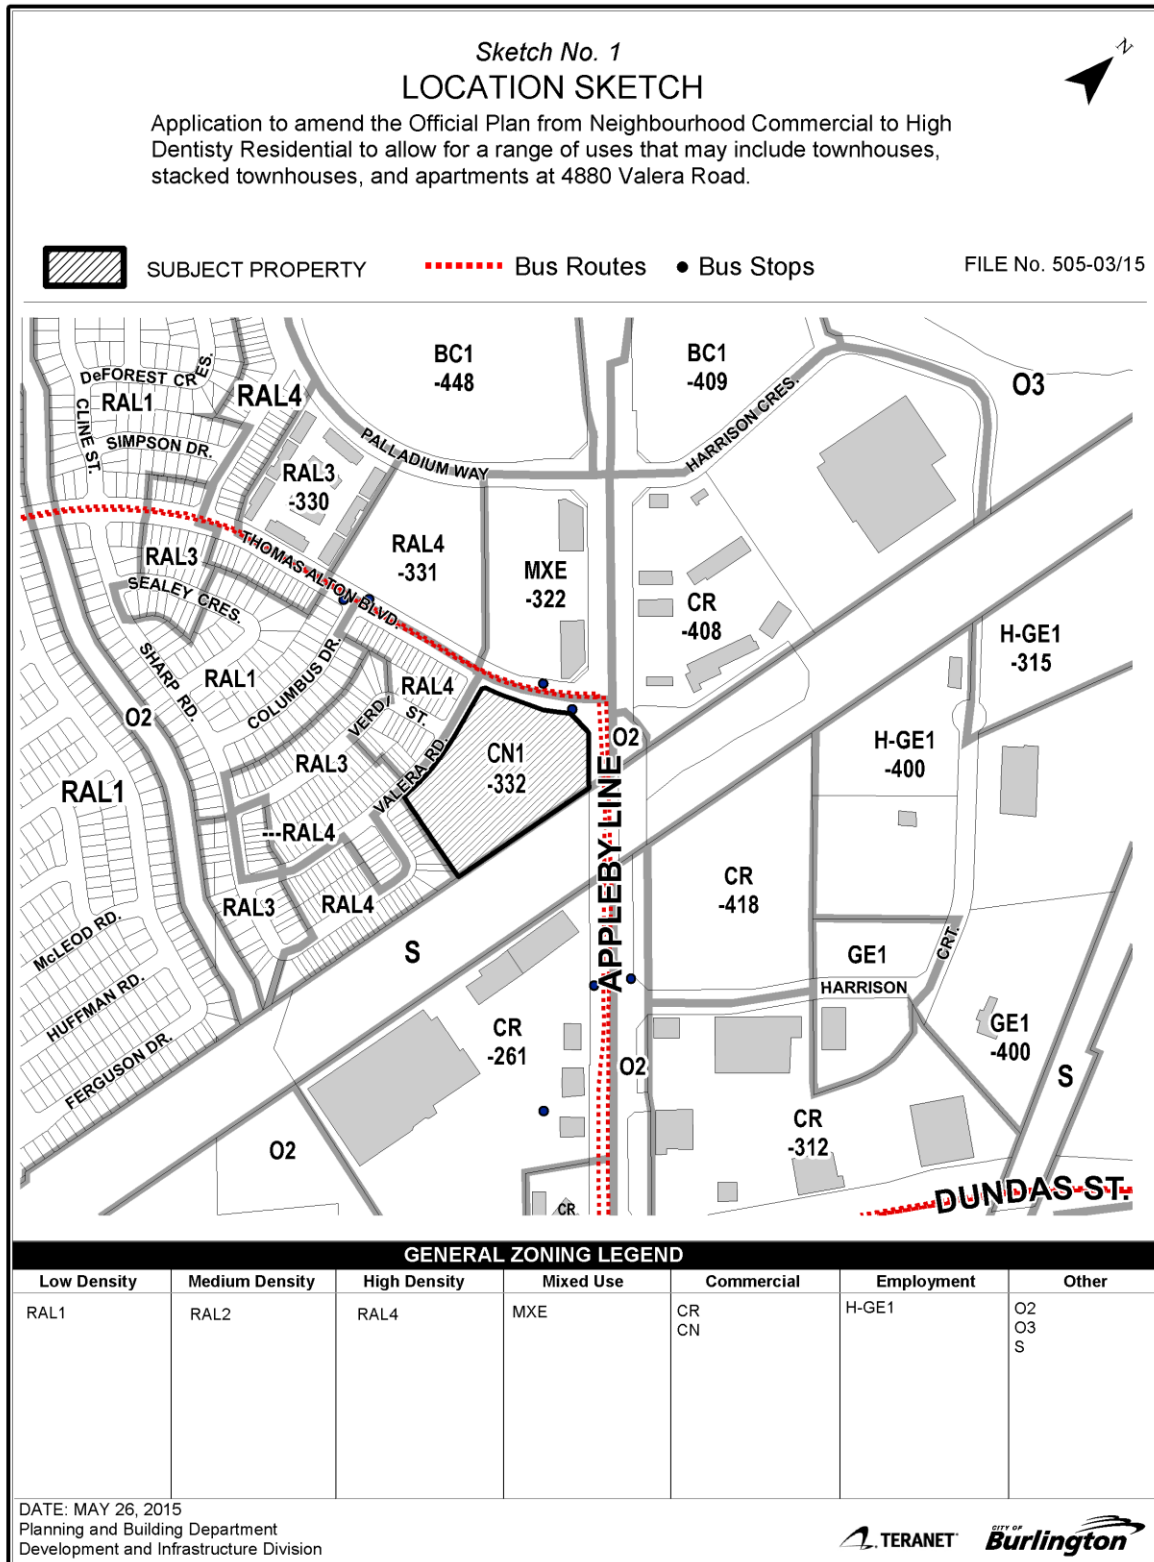 Sketch No. 1
LOCATION SKETCH
N
Application to amend the Official Plan from Neighbourhood Commercial to High
Dentisty Residential to allow for a range of uses that may include townhouses,
stacked townhouses, and apartments at 4880 Valera Road.
SUBJECT PROPERTY
Bus Routes
Bus Stops
FILE No. 505-03/15
BC1
-448
BC1
-409
O3
DeFOREST CRES.
RAL1
RAL4
CLINE ST.
SIMPSON DR.
PALLADIUM WAY
HARRISON CRES.
RAL3
-330
THOMAS ALTON BLVD.
RAL4
-331
MXE
-322
CR
-408
RAL3
SEALEY CRES.
H-GE1
-315
SHARP RD.
RAL1
COLUMBUS DR.
RAL4
VERDI ST.
O2
O2
CN1
-332
H-GE1
-400
RAL3
VALERA RD.
RAL1
---RAL4
APPLEBY LINE
CR
-418
RAL3
RAL4
McLEOD RD.
S
GE1
CRT.
HARRISON
HUFFMAN RD.
CR
-261
GE1
-400
FERGUSON DR.
O2
S
O2
CR
-312
CR
DUNDAS ST.
GENERAL ZONING LEGEND
Low Density
Medium Density
High Density
Mixed Use
Commercial
Employment
Other
RAL1
RAL2
RAL4
MXE
CR
CN
H-GE1
O2
O3
S
DATE: MAY 26, 2015
Planning and Building Department
Development and Infrastructure Division
TERANET
CITY OF
Burlington